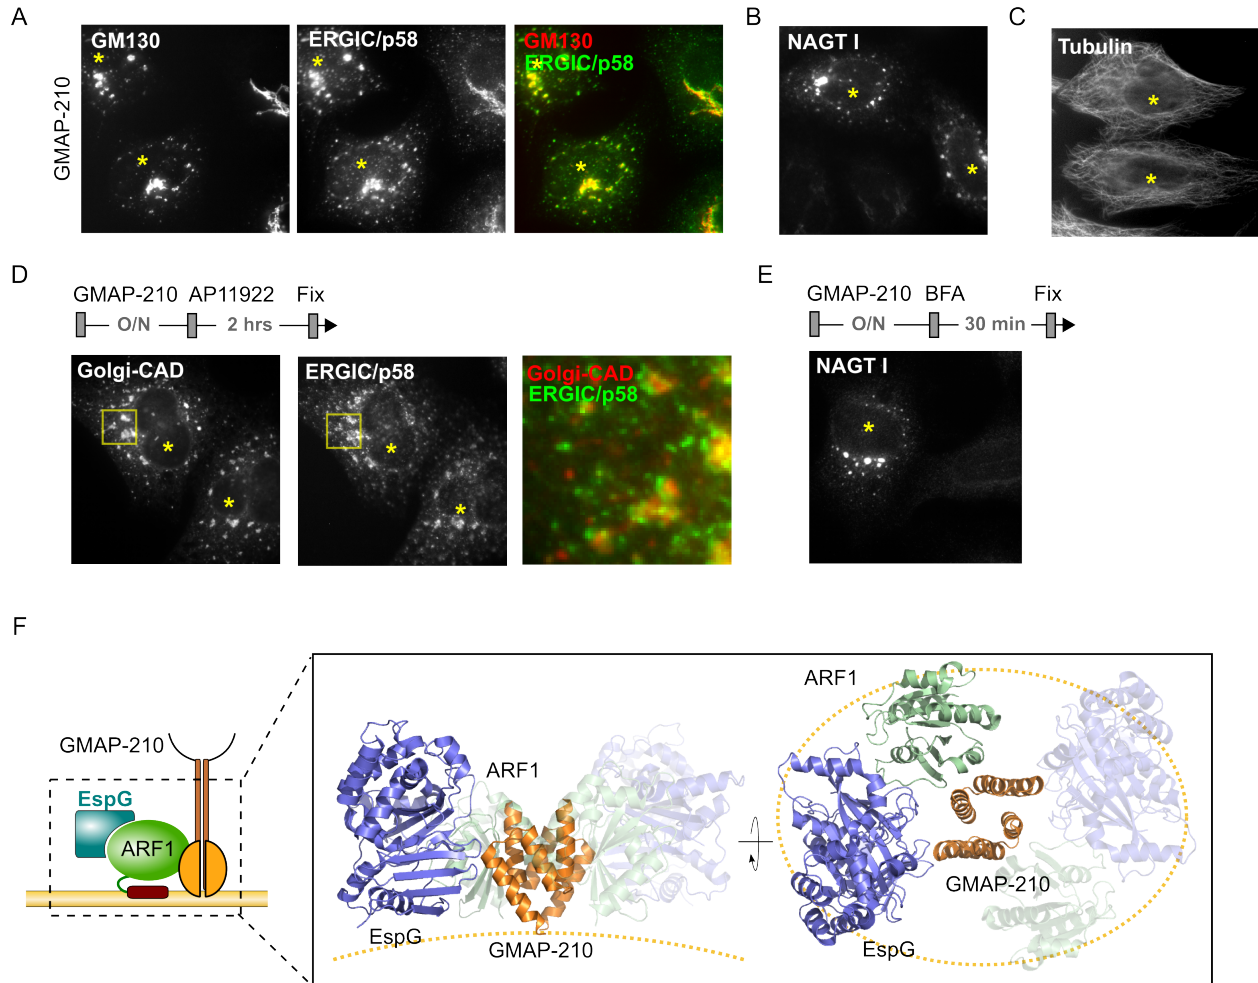 A
GMAP-210
GM130
ERGIC/p58
GM130
ERGIC/p58
B
NAGT I
C
Tubulin
D
GMAP-210 AP11922 Fix
O/N 2 hrs
Golgi-CAD
ERGIC/p58
Golgi-CAD
ERGIC/p58
E
GMAP-210 BFA Fix
O/N 30 min
NAGT I
F
GMAP-210
EspG
ARF1
ARF1
EspG
GMAP-210
ARF1
GMAP-210
EspG